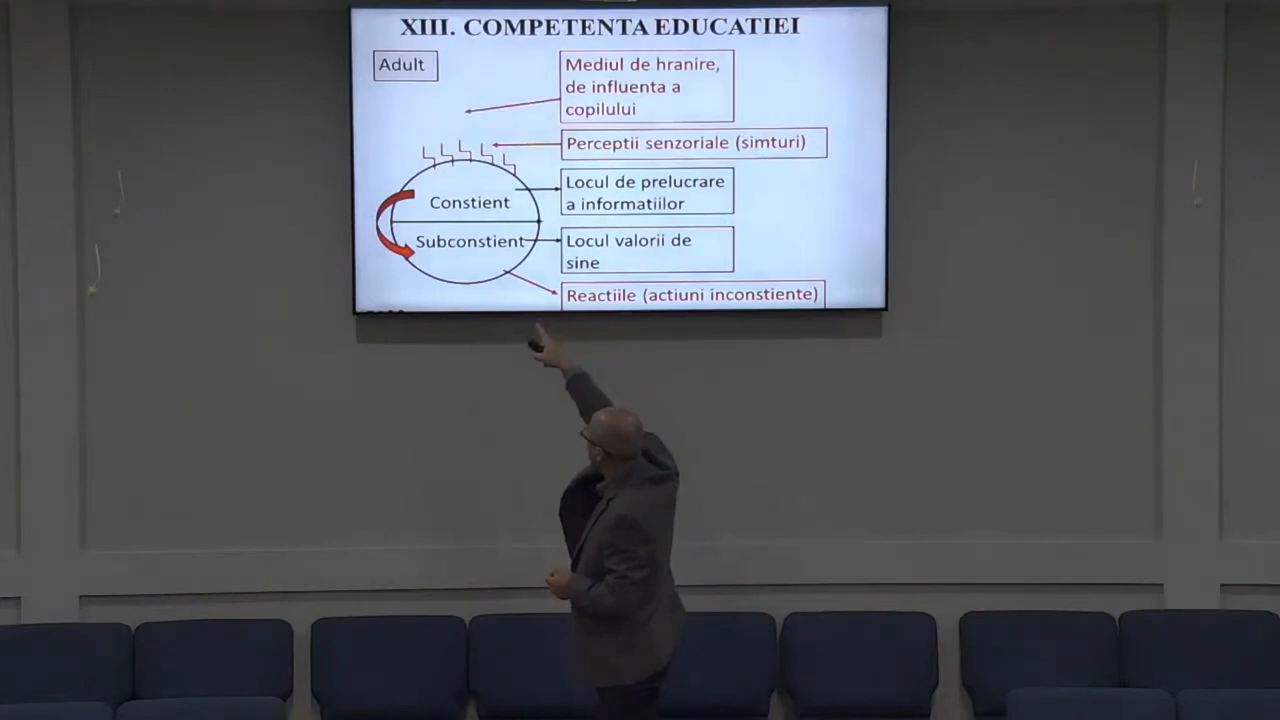 XIII. COMPETENTA EDUCATIEI
Adult
Mediul de hranire,
de influenta a
copilului
Perceptii senzoriale (simturi)
Locul de prelucrare
a informatiilor
Constient
Subconstient
Locul valorii de
sine
Reactiile (actiuni inconstiente)